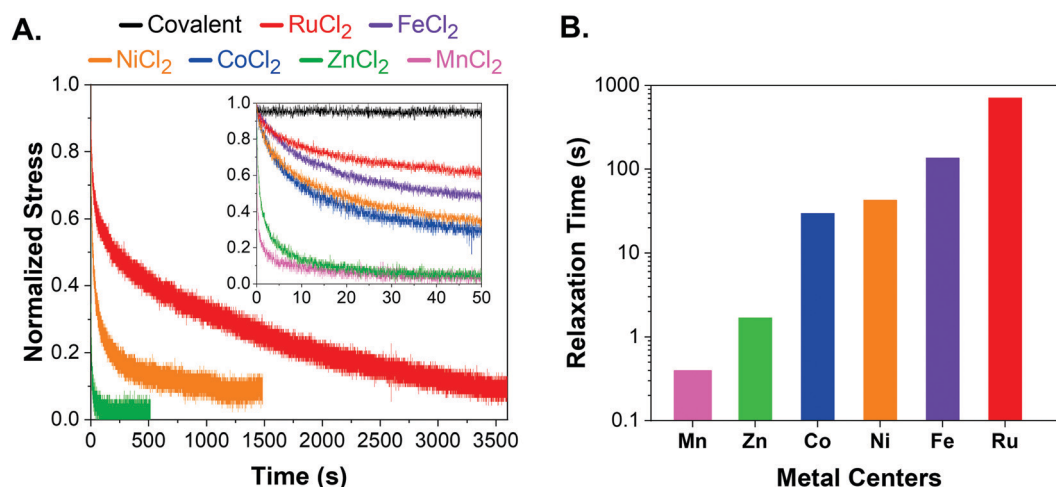 A.
Covalent RuCl2 FeCl2
NiCl2 CoCl2 ZnCl2 MnCl2
Normalized Stress
1.0
0.8
0.6
0.4
0.2
0.0
0 500 1000 1500 2000 2500 3000 3500
Time (s)
1.0
0.8
0.6
0.4
0.2
0.0
0 10 20 30 40 50
B.
Relaxation Time (s)
1000
100
10
1
0.1
Mn Zn Co Ni Fe Ru
Metal Centers